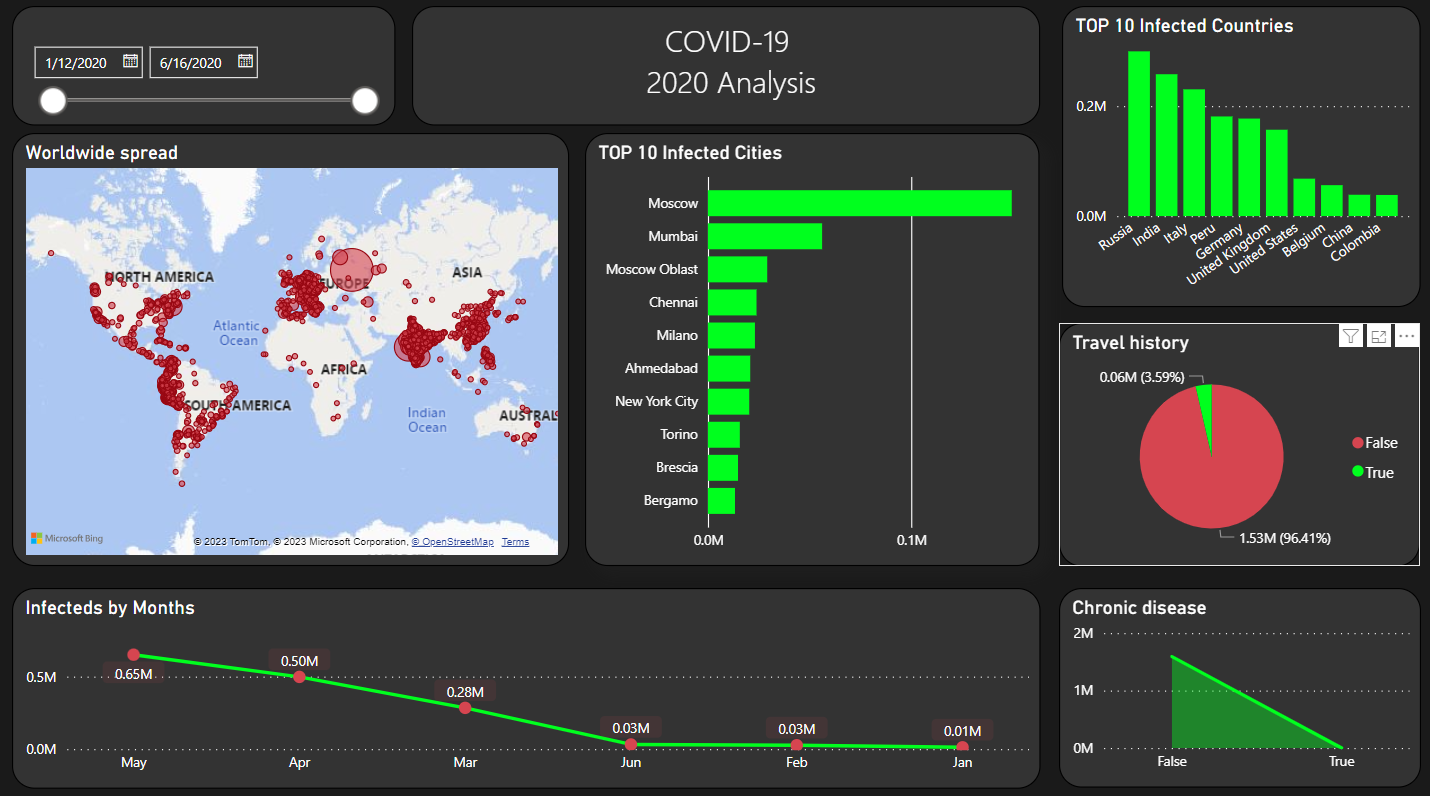 1/12/2020
6/16/2020
COVID-19
2020 Analysis
TOP 10 Infected Countries
0.2M
0.0M
Russia
India
Italy
Peru
Germany
United Kingdom
United States
Belgium
China
Colombia
Worldwide spread
NORTH AMERICA
EUROPE
ASIA
Atlantic
Ocean
AFRICA
SOUTH AMERICA
Indian
Ocean
AUSTRAL
Microsoft Bing
© 2023 TomTom, © 2023 Microsoft Corporation, © OpenStreetMap Terms
TOP 10 Infected Cities
Moscow
Mumbai
Moscow Oblast
Chennai
Milano
Ahmedabad
New York City
Torino
Brescia
Bergamo
0.0M
0.1M
Travel history
0.06M (3.59%)
False
True
1.53M (96.41%)
Infecteds by Months
0.5M
0.0M
0.65M
0.50M
0.28M
0.03M
0.03M
0.01M
May
Apr
Mar
Jun
Feb
Jan
Chronic disease
2M
1M
0M
False
True